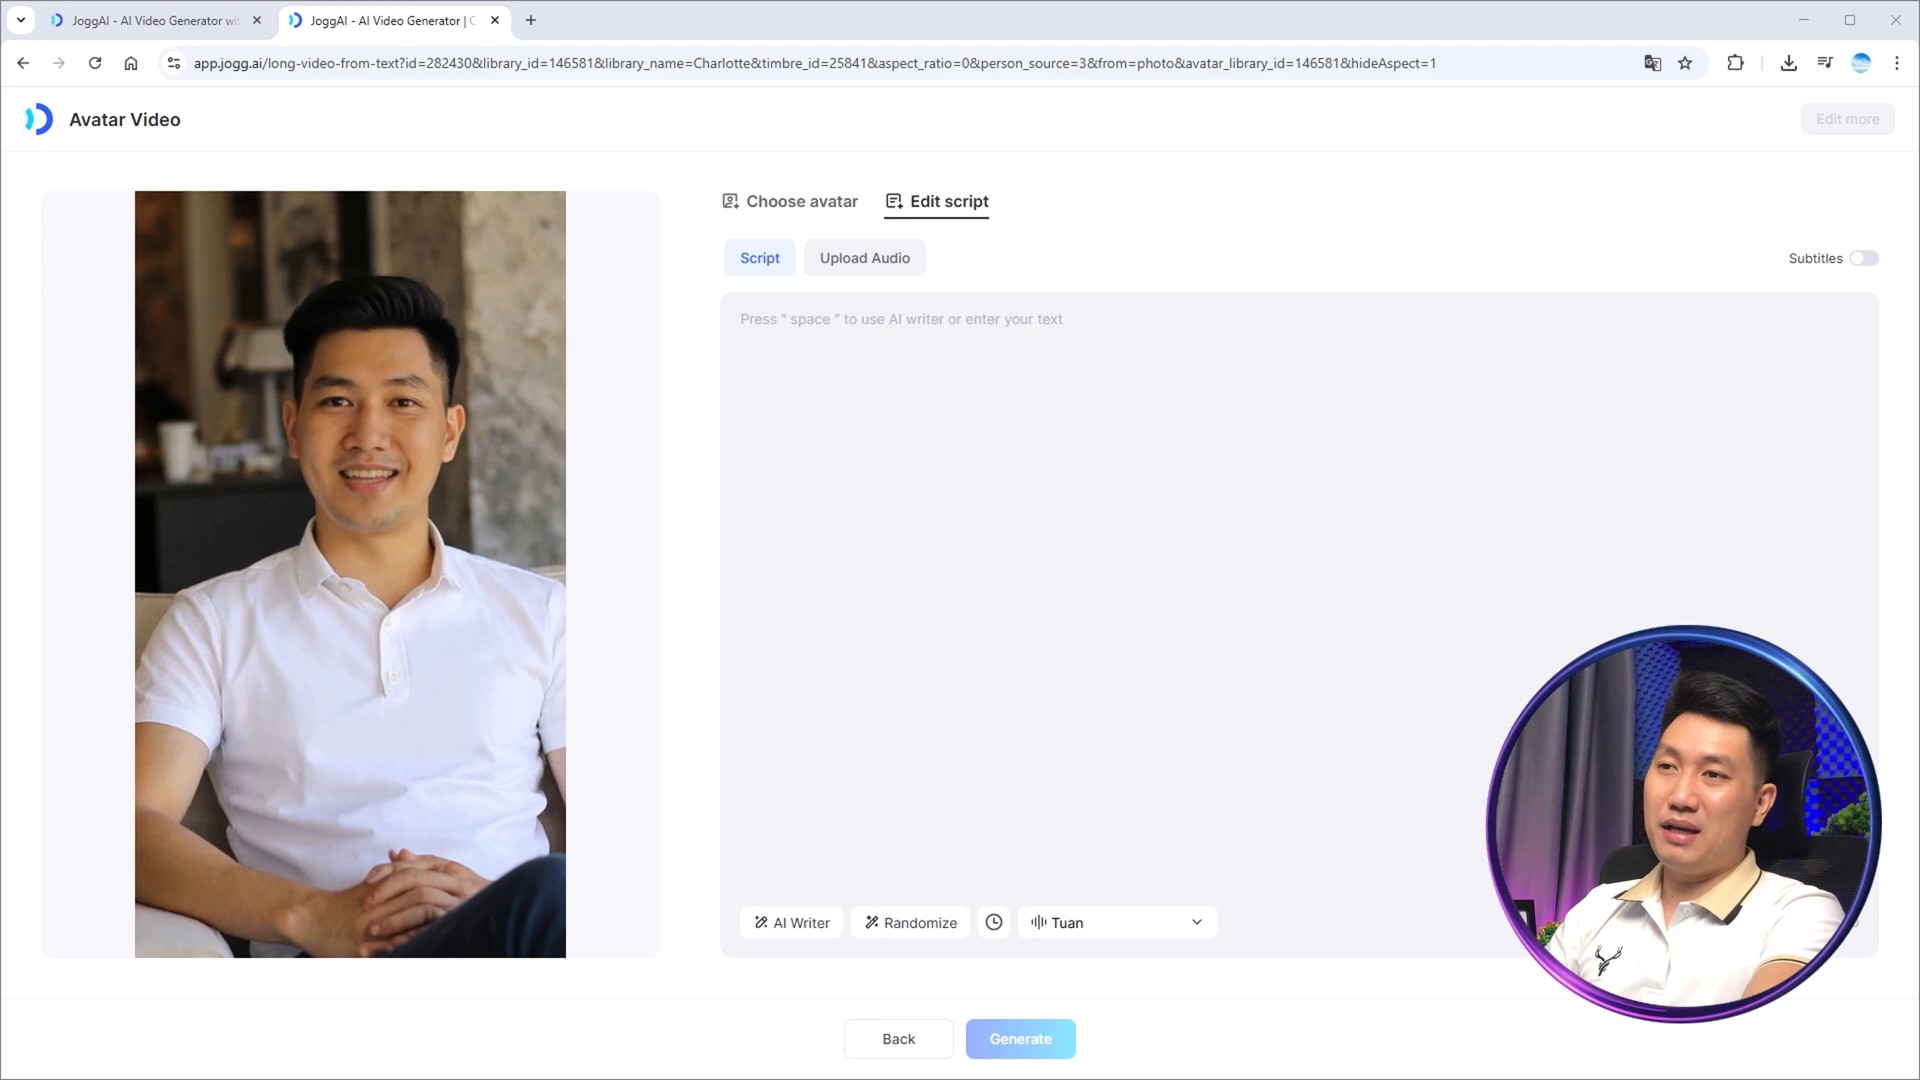 JoggAI - AI Video Generator wi
JoggAI - AI Video Generator | C
app.jogg.ai/long-video-from-text?id=282430&library_id=146581&library_name=Charlotte&timbre_id=25841&aspect_ratio=0&person_source=3&from=photo&avatar_library_id=146581&hideAspect=1
Avatar Video
Edit more
Choose avatar
Edit script
Script
Upload Audio
Subtitles
Press " space " to use AI writer or enter your text
AI Writer
Randomize
Tuan
Back
Generate